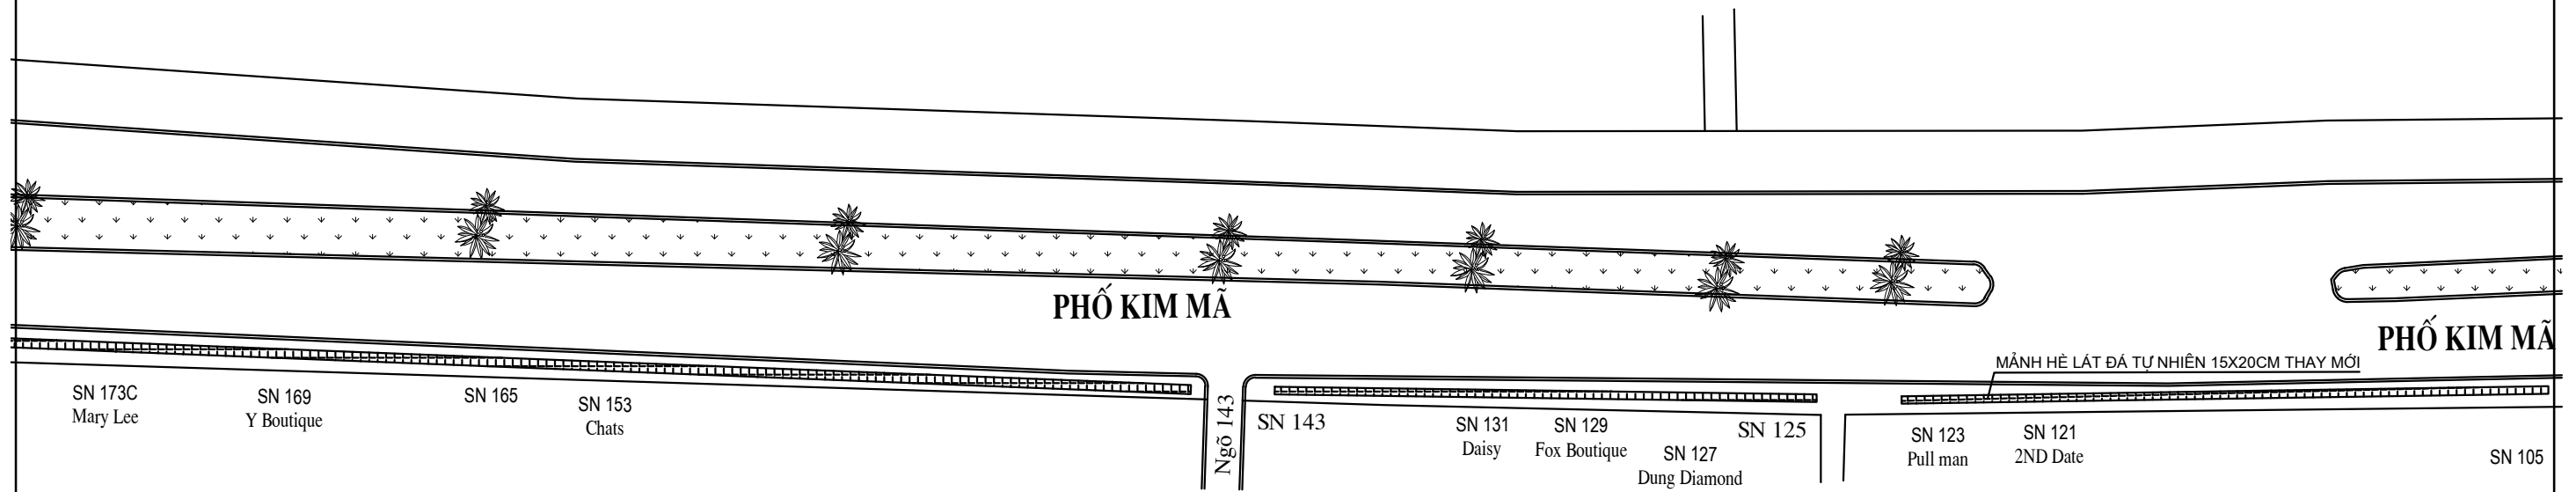 PHỐ KIM MÃ
PHỐ KIM MÃ
MẢNH HÈ LÁT ĐÁ TỰ NHIÊN 15X20CM THAY MỚI
SN 173C
Mary Lee
SN 169
Y Boutique
SN 165
SN 153
Chats
Ngõ 143
SN 143
SN 131
Daisy
SN 129
Fox Boutique
SN 127
Dung Diamond
SN 125
SN 123
Pull man
SN 121
2ND Date
SN 105